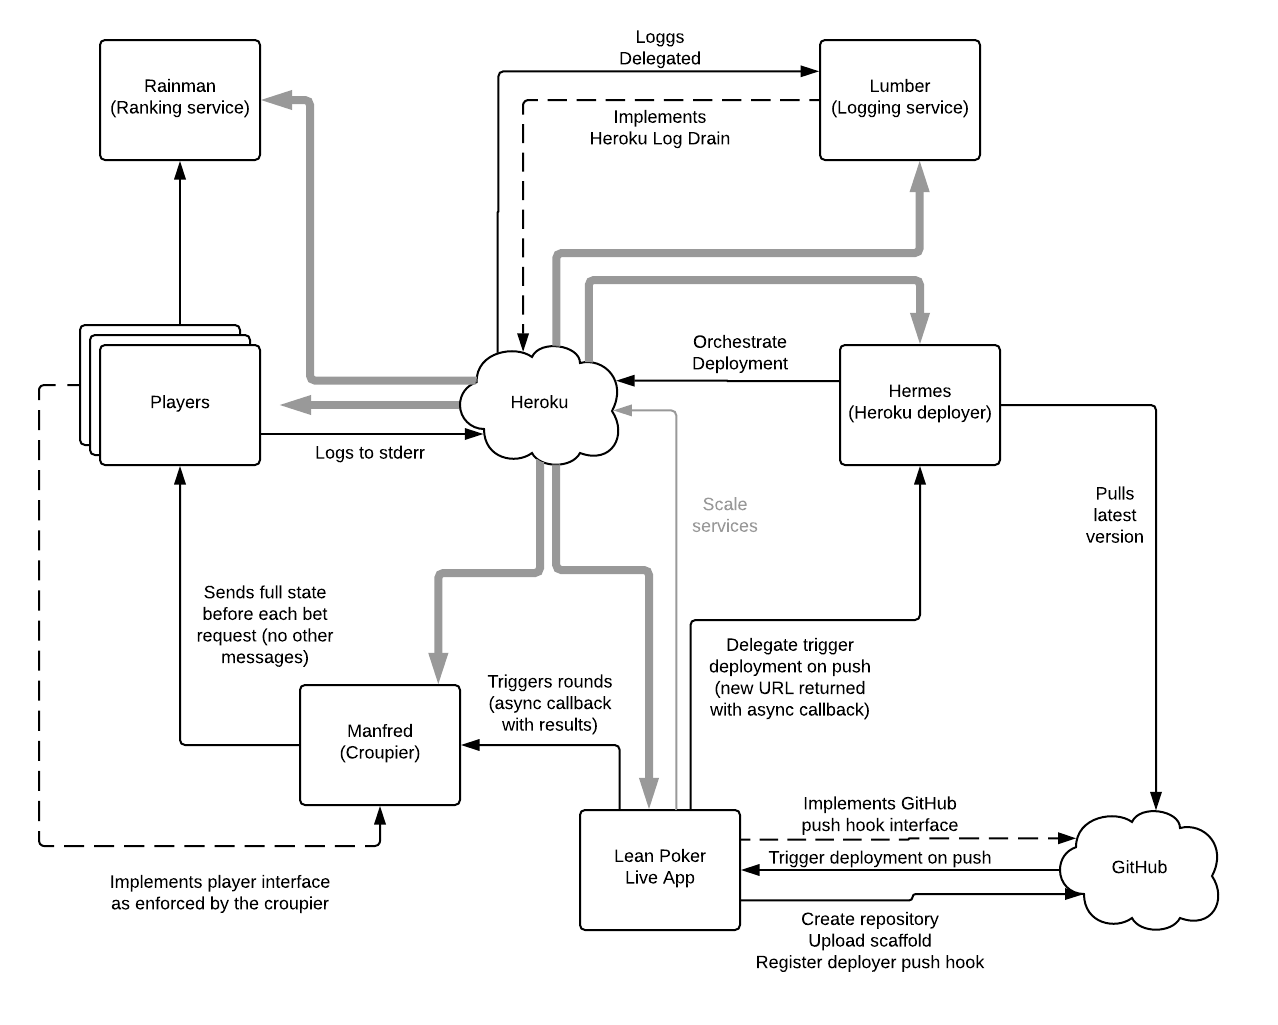 Loggs
Delegated
Rainman
(Ranking service)
Lumber
(Logging service)
Implements
Heroku Log Drain
Orchestrate
Deployment
Players
Heroku
Hermes
(Heroku deployer)
Logs to stderr
Scale
services
Pulls
latest
version
Sends full state
before each bet
request (no other
messages)
Delegate trigger
deployment on push
(new URL returned
with async callback)
Triggers rounds
(async callback
with results)
Manfred
(Croupier)
Implements GitHub
push hook interface
Lean Poker
Live App
Trigger deployment on push
GitHub
Implements player interface
as enforced by the croupier
Create repository
Upload scaffold
Register deployer push hook